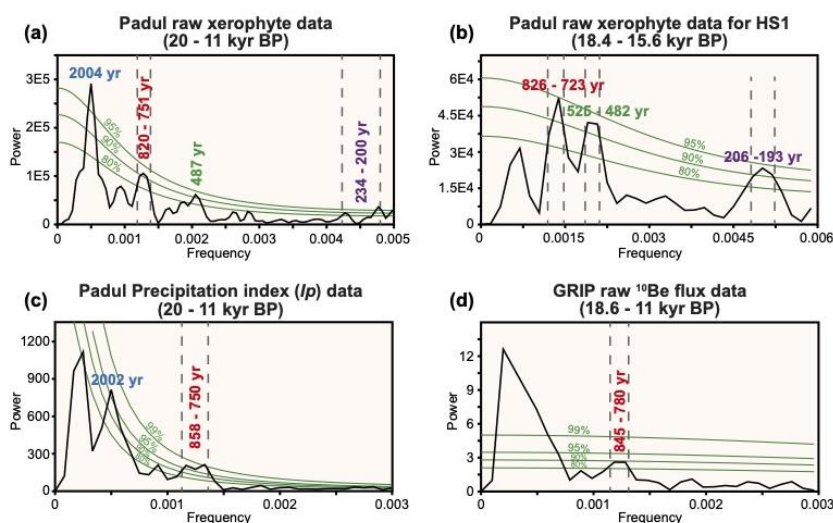 (a)
Padul raw xerophyte data
(20 - 11 kyr BP)
3E5
2E5
1E5
0
Power
2004 yr
820 - 751 yr
487 yr
234 - 200 yr
95%
90%
80%
0
0.001
0.002
0.003
0.004
0.005
Frequency
(b)
Padul raw xerophyte data for HS1
(18.4 - 15.6 kyr BP)
6E4
4.5E4
3E4
1.5E4
0
Power
826 - 723 yr
525 - 482 yr
206 -193 yr
95%
90%
80%
0
0.0015
0.003
0.0045
0.006
Frequency
(c)
Padul Precipitation index (Ip) data
(20 - 11 kyr BP)
1200
900
600
300
0
Power
2002 yr
858 - 750 yr
99%
95%
80%
0
0.001
0.002
0.003
Frequency
(d)
GRIP raw ¹⁰Be flux data
(18.6 - 11 kyr BP)
12
9
6
3
0
Power
845 - 780 yr
99%
95%
90%
80%
0
0.001
0.002
0.003
Frequency